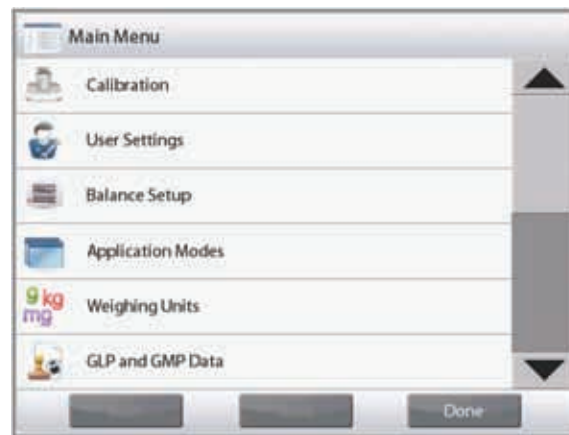 Main Menu
Calibration
User Settings
Balance Setup
Application Modes
g kg
mg
Weighing Units
GLP and GMP Data
Done